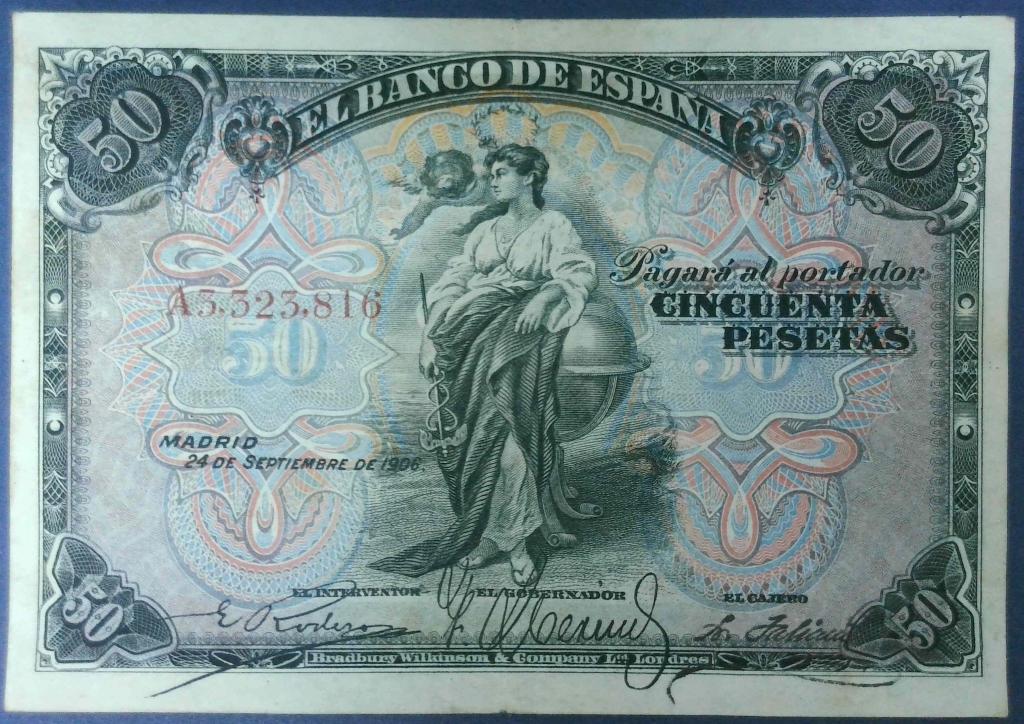 EL BANCO DE ESPAÑA
50
50
Pagará al portador
CINCUENTA
PESETAS
A3,323,816
50
50
MADRID
24 DE SEPTIEMBRE DE 1906.
EL INTERVENTOR
EL GOBERNADOR
EL CAJERO
50
50
Bradbury Wilkinson & Company Ld. Londres